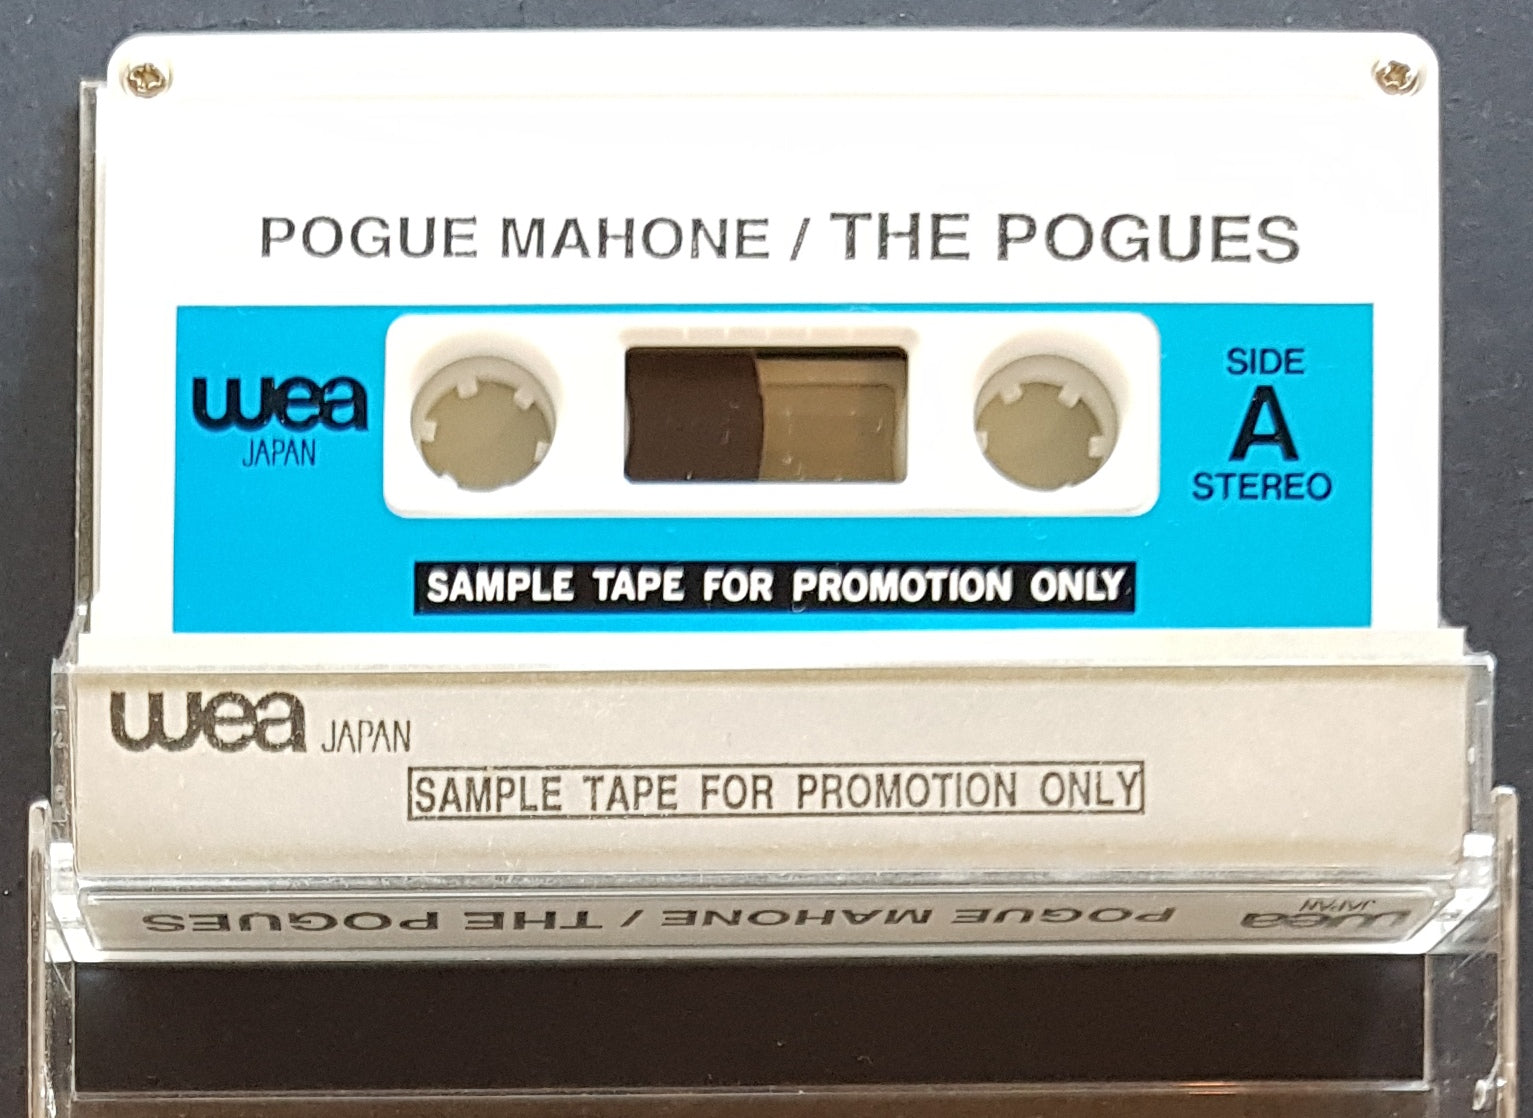 POGUE MAHONE / THE POGUES
wea
JAPAN
SIDE
A
STEREO
SAMPLE TAPE FOR PROMOTION ONLY
wea JAPAN
SAMPLE TAPE FOR PROMOTION ONLY
wea
JAPAN
POGUE MAHONE / THE POGUES